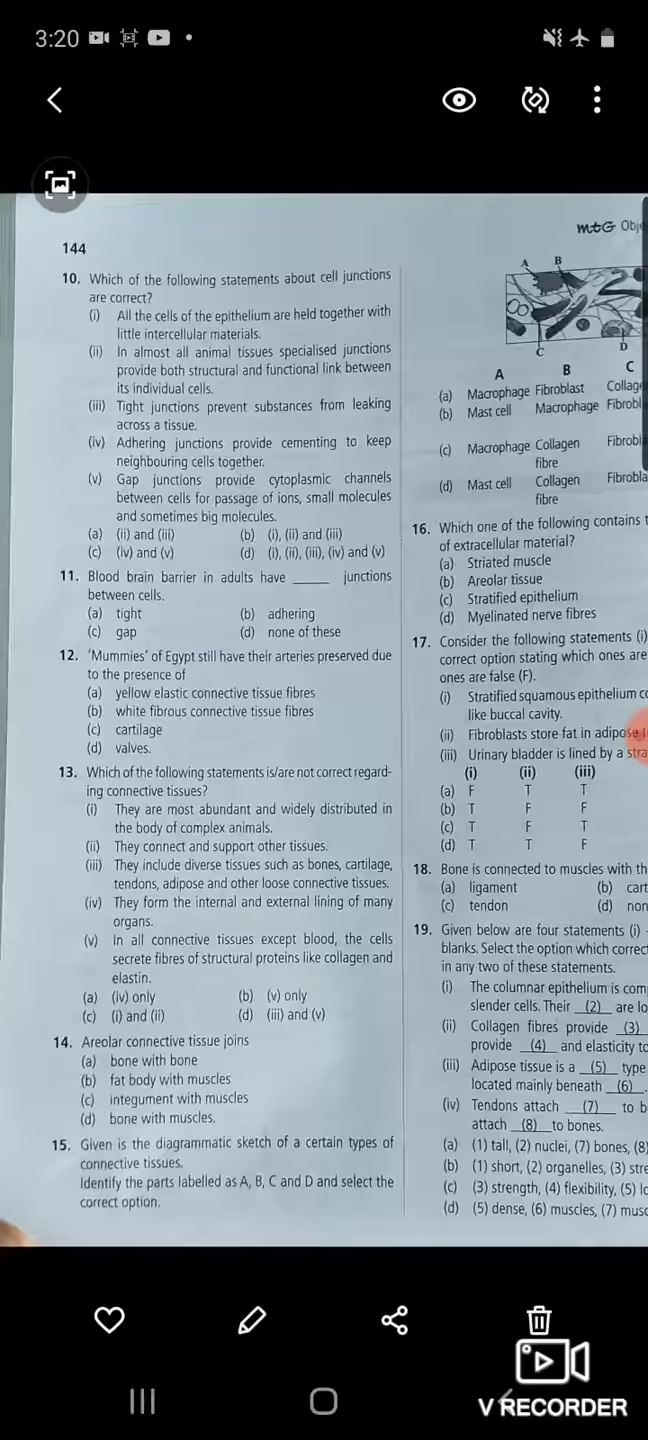 3:20
144
10. Which of the following statements about cell junctions
are correct?
(i) All the cells of the epithelium are held together with
little intercellular materials.
(ii) In almost all animal tissues specialised junctions
provide both structural and functional link between
its individual cells.
(iii) Tight junctions prevent substances from leaking
across a tissue.
(iv) Adhering junctions provide cementing to keep
neighbouring cells together.
(v) Gap junctions provide cytoplasmic channels
between cells for passage of ions, small molecules
and sometimes big molecules.
(a) (ii) and (iii) (b) (i), (ii) and (iii)
(c) (iv) and (v) (d) (i), (ii), (iii), (iv) and (v)
11. Blood brain barrier in adults have _____ junctions
between cells.
(a) tight (b) adhering
(c) gap (d) none of these
12. 'Mummies' of Egypt still have their arteries preserved due
to the presence of
(a) yellow elastic connective tissue fibres
(b) white fibrous connective tissue fibres
(c) cartilage
(d) valves.
13. Which of the following statements is/are not correct regard-
ing connective tissues?
(i) They are most abundant and widely distributed in
the body of complex animals.
(ii) They connect and support other tissues.
(iii) They include diverse tissues such as bones, cartilage,
tendons, adipose and other loose connective tissues.
(iv) They form the internal and external lining of many
organs.
(v) In all connective tissues except blood, the cells
secrete fibres of structural proteins like collagen and
elastin.
(a) (iv) only (b) (v) only
(c) (i) and (ii) (d) (iii) and (v)
14. Areolar connective tissue joins
(a) bone with bone
(b) fat body with muscles
(c) integument with muscles
(d) bone with muscles.
15. Given is the diagrammatic sketch of a certain types of
connective tissues.
Identify the parts labelled as A, B, C and D and select the
correct option.
mtG Obje
A B
C D
A B C
(a) Macrophage Fibroblast Collage
(b) Mast cell Macrophage Fibrobl
(c) Macrophage Collagen Fibrobla
fibre
(d) Mast cell Collagen Fibrobla
fibre
16. Which one of the following contains t
of extracellular material?
(a) Striated muscle
(b) Areolar tissue
(c) Stratified epithelium
(d) Myelinated nerve fibres
17. Consider the following statements (i)
correct option stating which ones are
ones are false (F).
(i) Stratified squamous epithelium co
like buccal cavity.
(ii) Fibroblasts store fat in adipose
(iii) Urinary bladder is lined by a stra
(i) (ii) (iii)
(a) F T T
(b) T F F
(c) T F T
(d) T T F
18. Bone is connected to muscles with th
(a) ligament (b) cart
(c) tendon (d) non
19. Given below are four statements (i) -
blanks. Select the option which correct
in any two of these statements.
(i) The columnar epithelium is com
slender cells. Their (2) are lo
(ii) Collagen fibres provide (3)
provide (4) and elasticity to
(iii) Adipose tissue is a (5) type
located mainly beneath (6).
(iv) Tendons attach (7) to b
attach (8) to bones.
(a) (1) tall, (2) nuclei, (7) bones, (8)
(b) (1) short, (2) organelles, (3) stre
(c) (3) strength, (4) flexibility, (5) lo
(d) (5) dense, (6) muscles, (7) musc
V RECORDER